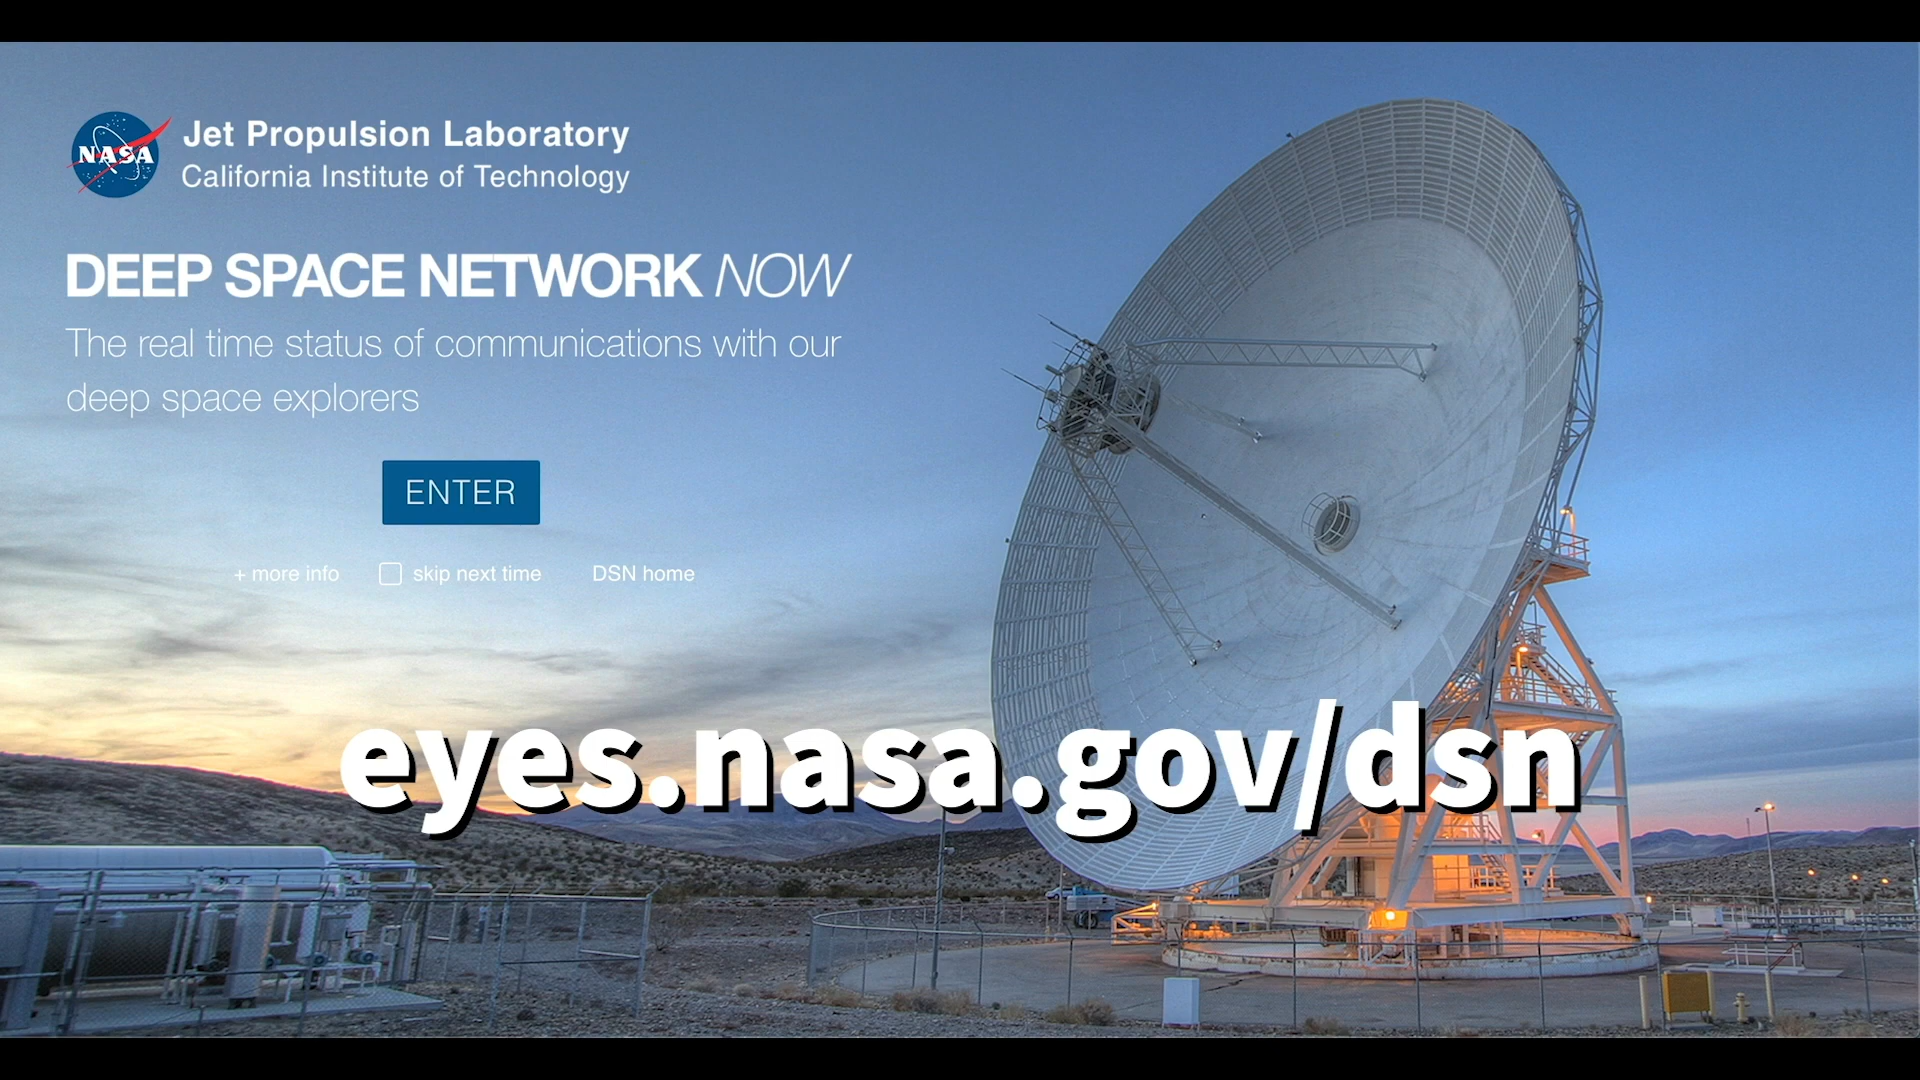 NASA
Jet Propulsion Laboratory
California Institute of Technology
DEEP SPACE NETWORK NOW
The real time status of communications with our
deep space explorers
ENTER
+ more info skip next time DSN home
eyes.nasa.gov/dsn